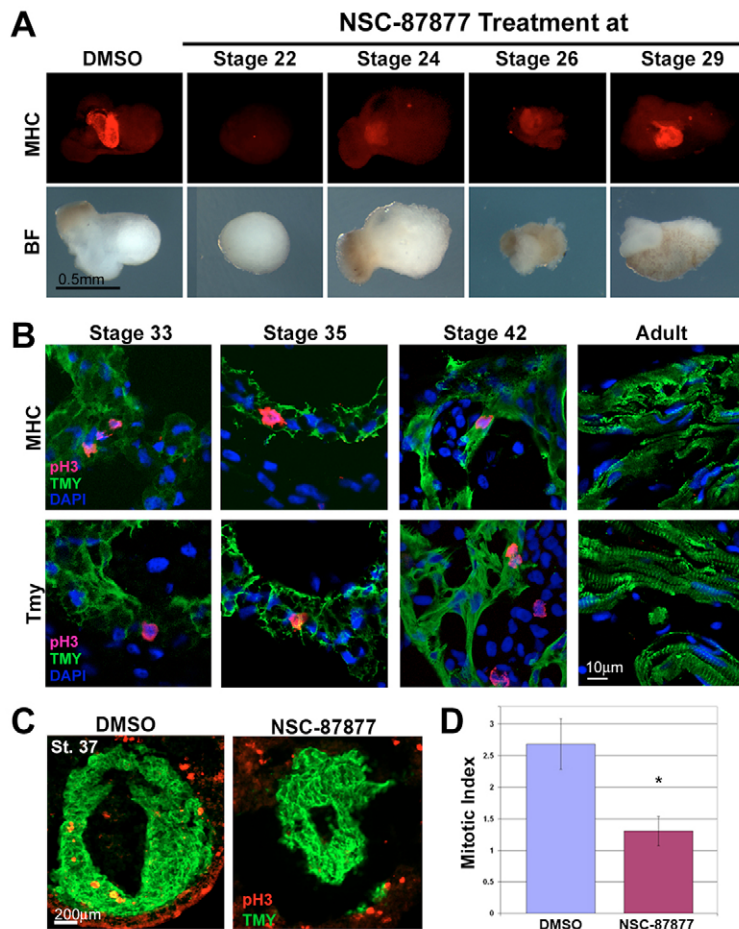 A
NSC-87877 Treatment at
DMSO
Stage 22
Stage 24
Stage 26
Stage 29
MHC
BF
0.5mm
B
Stage 33
Stage 35
Stage 42
Adult
MHC
pH3
TMY
DAPI
Tmy
pH3
TMY
DAPI
10μm
C
DMSO
NSC-87877
St. 37
200μm
pH3
TMY
D
Mitotic Index
3
2.5
2
1.5
1
0.5
0
*
DMSO
NSC-87877